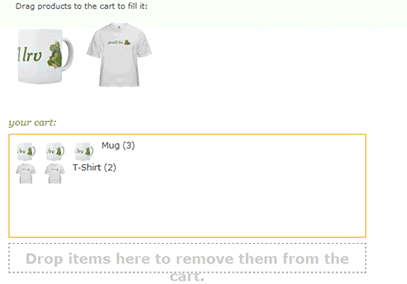 Drag products to the cart to fill it:
l lrv
your cart:
Mug (3)
T-Shirt (2)
Drop items here to remove them from the
cart.